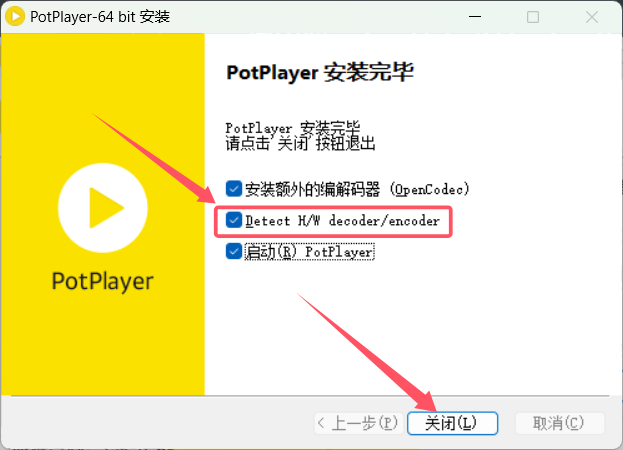 PotPlayer-64 bit 安装
PotPlayer 安装完毕
PotPlayer 安装完毕
请点击'关闭'按钮退出
安装额外的编解码器 (OpenCodec)
Detect H/W decoder/encoder
启动(R) PotPlayer
PotPlayer
< 上一步(P)
关闭(L)
取消(C)